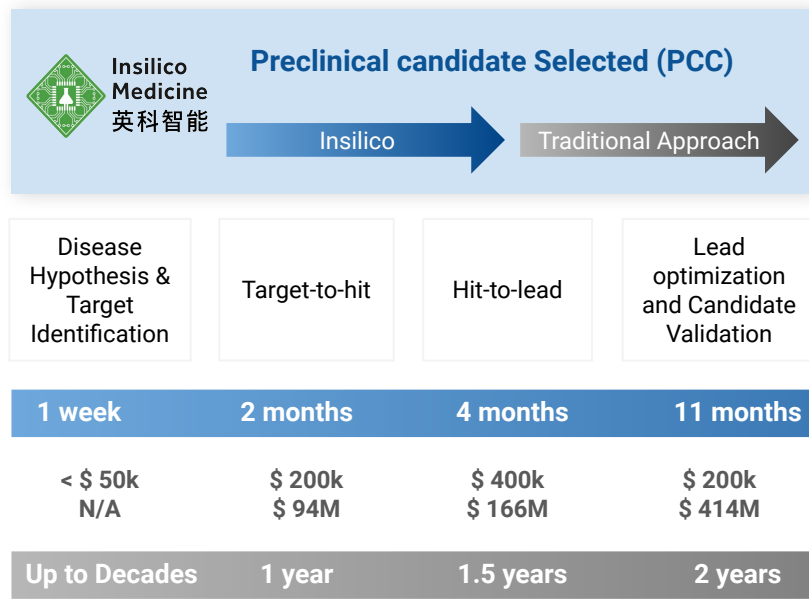 Insilico
Medicine
英科智能
Preclinical candidate Selected (PCC)
Insilico
Traditional Approach
Disease
Hypothesis &
Target
Identification
Target-to-hit
Hit-to-lead
Lead
optimization
and Candidate
Validation
1 week 2 months 4 months 11 months
< $ 50k $ 200k $ 400k $ 200k
N/A $ 94M $ 166M $ 414M
Up to Decades 1 year 1.5 years 2 years